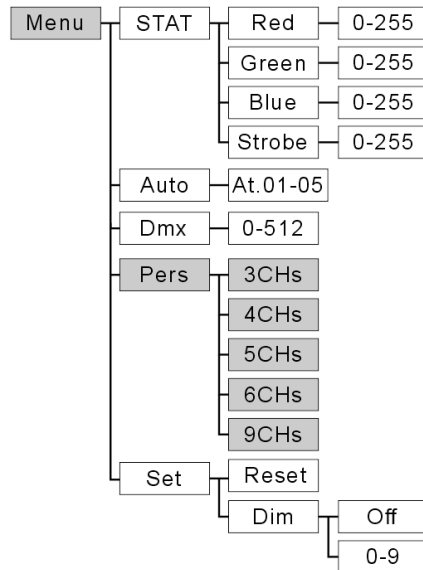 Menu STAT Red 0-255
Green 0-255
Blue 0-255
Strobe 0-255
Auto At.01-05
Dmx 0-512
Pers 3CHs
4CHs
5CHs
6CHs
9CHs
Set Reset
Dim Off
0-9